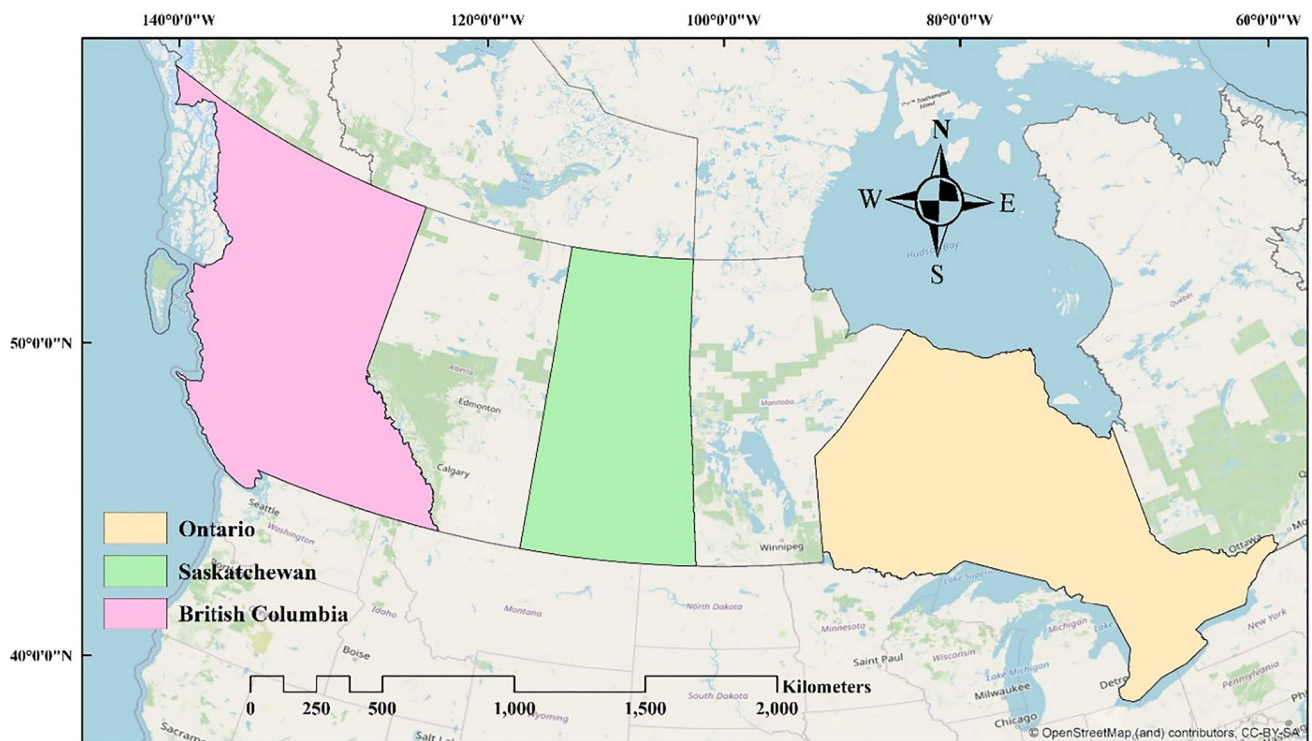 140°0'0"W 120°0'0"W 100°0'0"W 80°0'0"W 60°0'0"W
N
W E
S
Hudson Bay
Québec
50°0'0"N
Alberta
Edmonton
Manitoba
Calgary
Seattle
Washington
Winnipeg
Ottawa
Ontario
Saskatchewan
British Columbia
Lake Superior
Idaho
Montana
North Dakota
Minnesota
Michigan
New York
40°0'0"N
Boise
Saint Paul
Wisconsin
Lake Michigan
Pennsylvania
Kilometers
South Dakota
Milwaukee
0 250 500 1,000 1,500 2,000
Wyoming
Chicago
© OpenStreetMap (and) contributors, CC-BY-SA